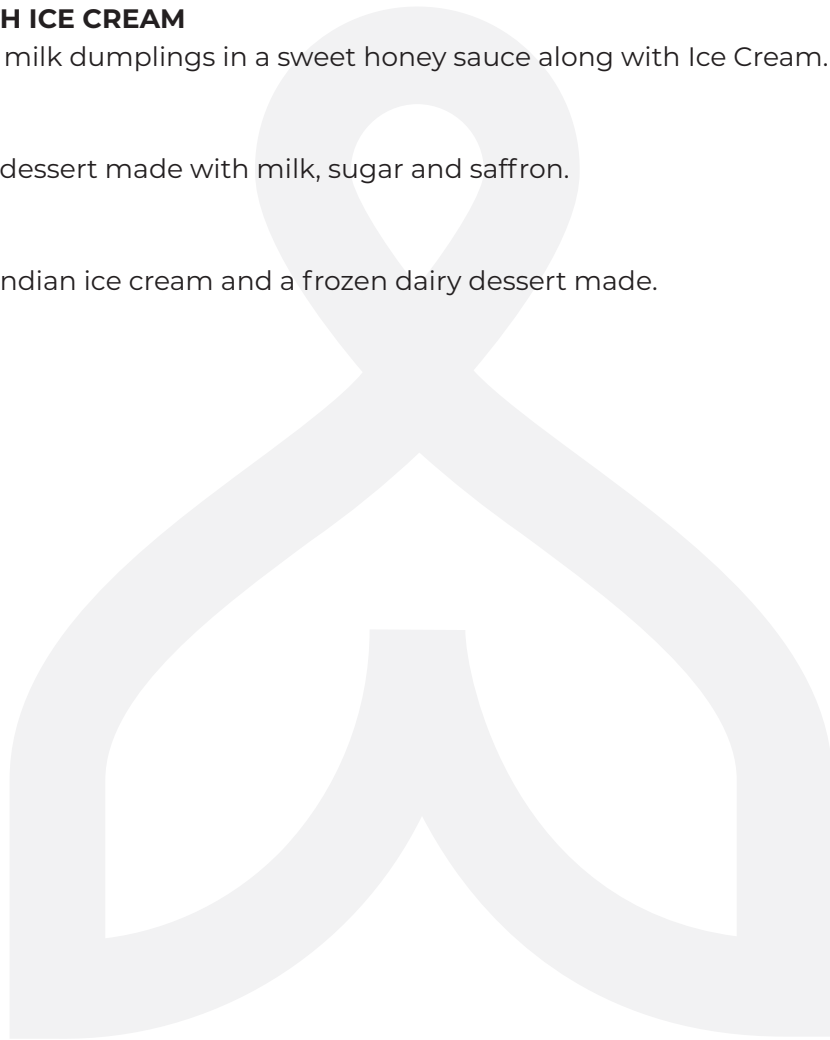 H ICE CREAM
milk dumplings in a sweet honey sauce along with Ice Cream.
dessert made with milk, sugar and saffron.
ndian ice cream and a frozen dairy dessert made.